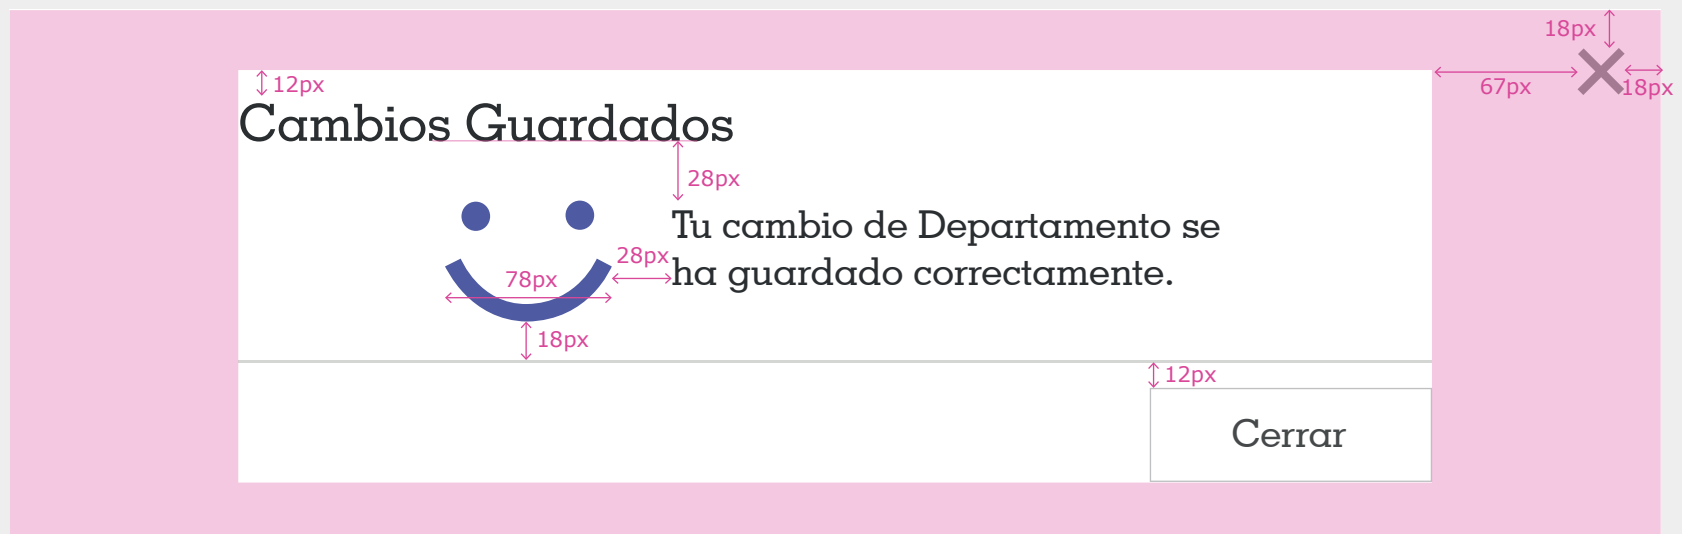 18px
12px
67px
18px
Cambios Guardados
28px
Tu cambio de Departamento se
28px
ha guardado correctamente.
78px
18px
12px
Cerrar